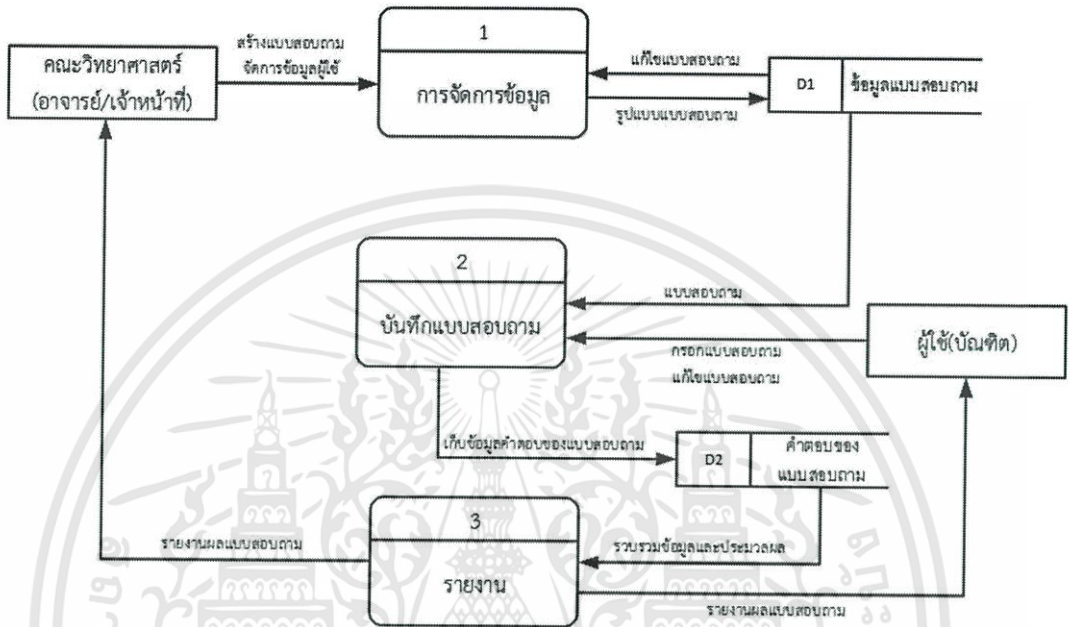 1
สร้างแบบสอบถาม
จัดการข้อมูลผู้ใช้
คณะวิทยาศาสตร์
(อาจารย์/เจ้าหน้าที่)
การจัดการข้อมูล
แก้ไขแบบสอบถาม
รูปแบบแบบสอบถาม
D1
ข้อมูลแบบสอบถาม
2
บันทึกแบบสอบถาม
แบบสอบถาม
กรอกแบบสอบถาม
แก้ไขแบบสอบถาม
ผู้ใช้(บัณฑิต)
เก็บข้อมูลคำตอบของแบบสอบถาม
D2
คำตอบของ
แบบสอบถาม
3
รายงาน
รายงานผลแบบสอบถาม
รวบรวมข้อมูลและประมวลผล
รายงานผลแบบสอบถาม